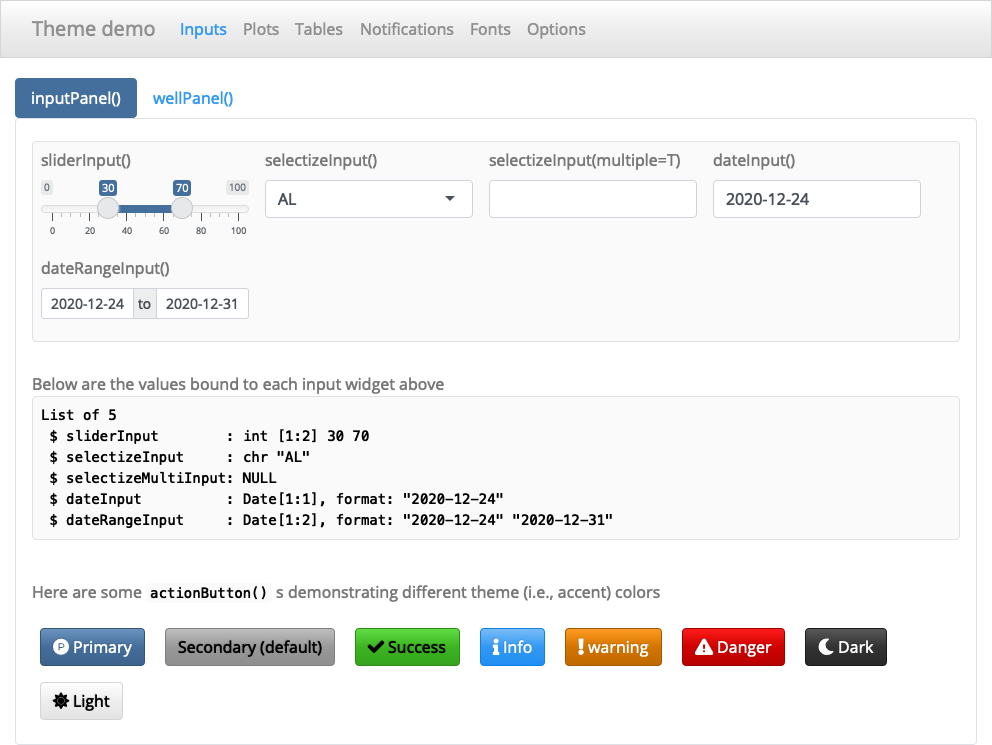 Theme demo Inputs Plots Tables Notifications Fonts Options
inputPanel() wellPanel()
sliderInput() selectizeInput() selectizeInput(multiple=T) dateInput()
0 30 70 100
AL 2020-12-24
0 20 40 60 80 100
dateRangeInput()
2020-12-24 to 2020-12-31
Below are the values bound to each input widget above
List of 5
 $ sliderInput        : int [1:2] 30 70
 $ selectizeInput     : chr "AL"
 $ selectizeMultiInput: NULL
 $ dateInput          : Date[1:1], format: "2020-12-24"
 $ dateRangeInput     : Date[1:2], format: "2020-12-24" "2020-12-31"
Here are some actionButton() s demonstrating different theme (i.e., accent) colors
P Primary Secondary (default) Success Info warning Danger Dark
Light